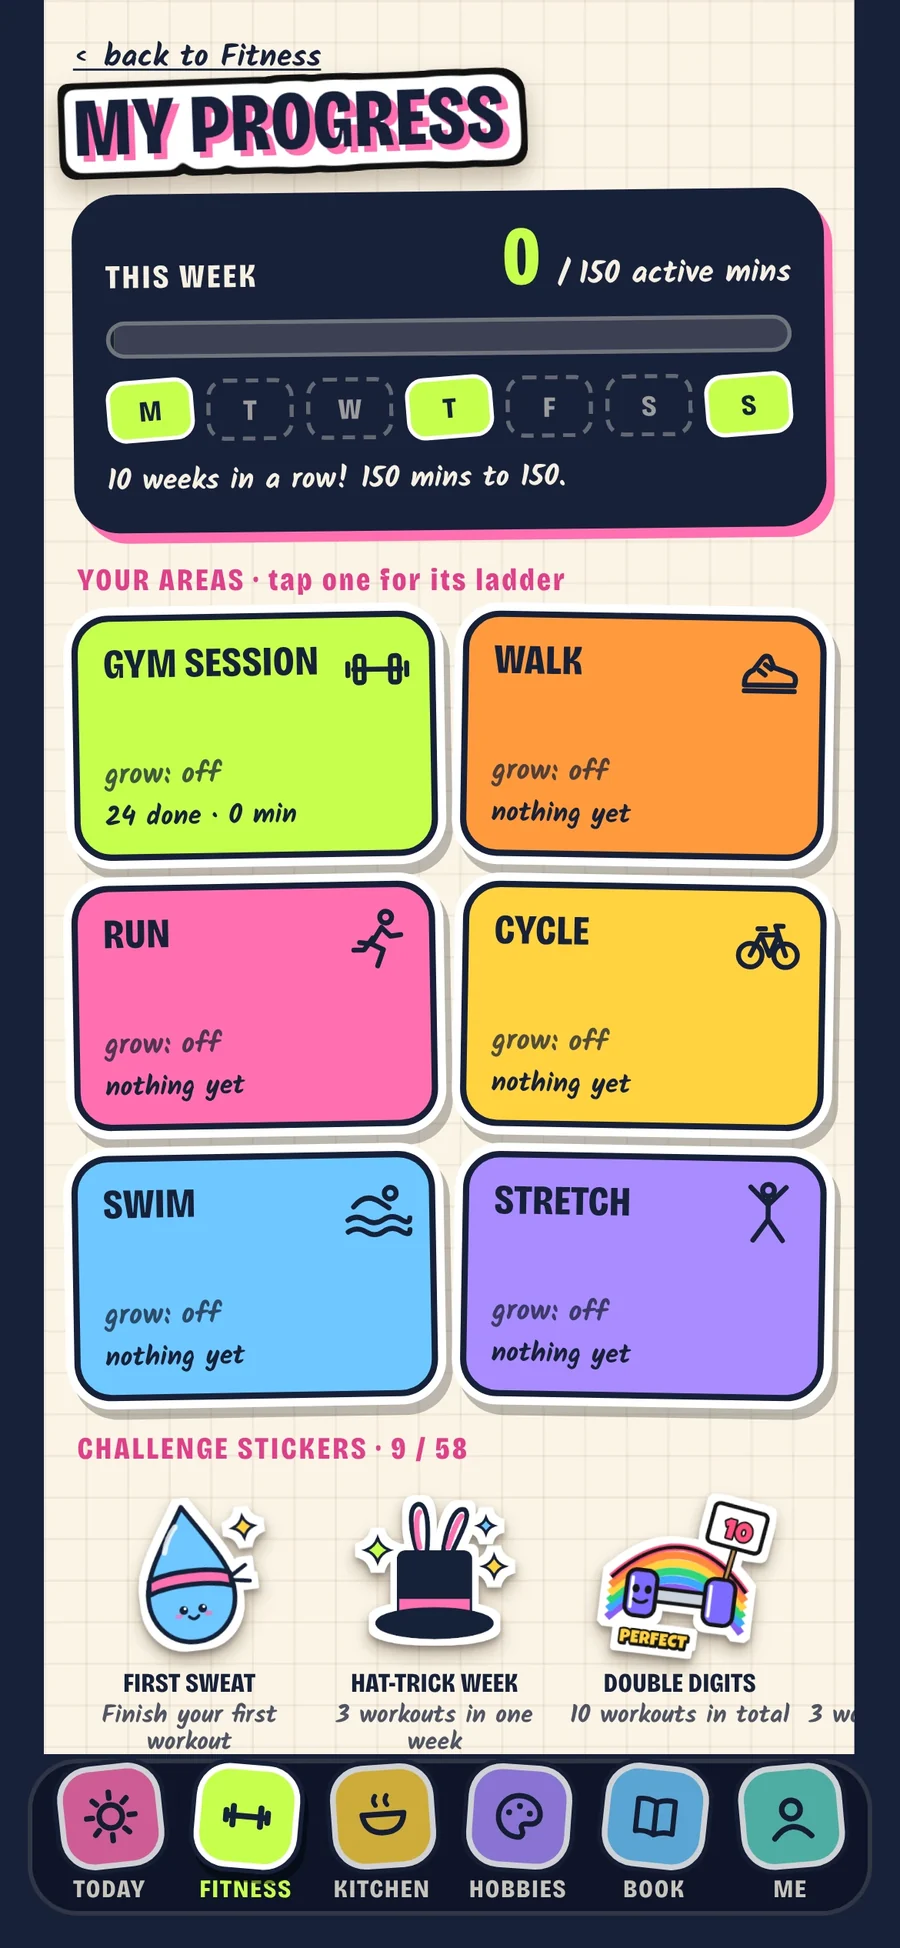 < back to Fitness
MY PROGRESS
THIS WEEK
0 / 150 active mins
M T W T F S S
10 weeks in a row! 150 mins to 150.
YOUR AREAS · tap one for its ladder
GYM SESSION
grow: off
24 done · 0 min
WALK
grow: off
nothing yet
RUN
grow: off
nothing yet
CYCLE
grow: off
nothing yet
SWIM
grow: off
nothing yet
STRETCH
grow: off
nothing yet
CHALLENGE STICKERS · 9 / 58
10
PERFECT
FIRST SWEAT
Finish your first
workout
HAT-TRICK WEEK
3 workouts in one
week
DOUBLE DIGITS
10 workouts in total
3
TODAY
FITNESS
KITCHEN
HOBBIES
BOOK
ME